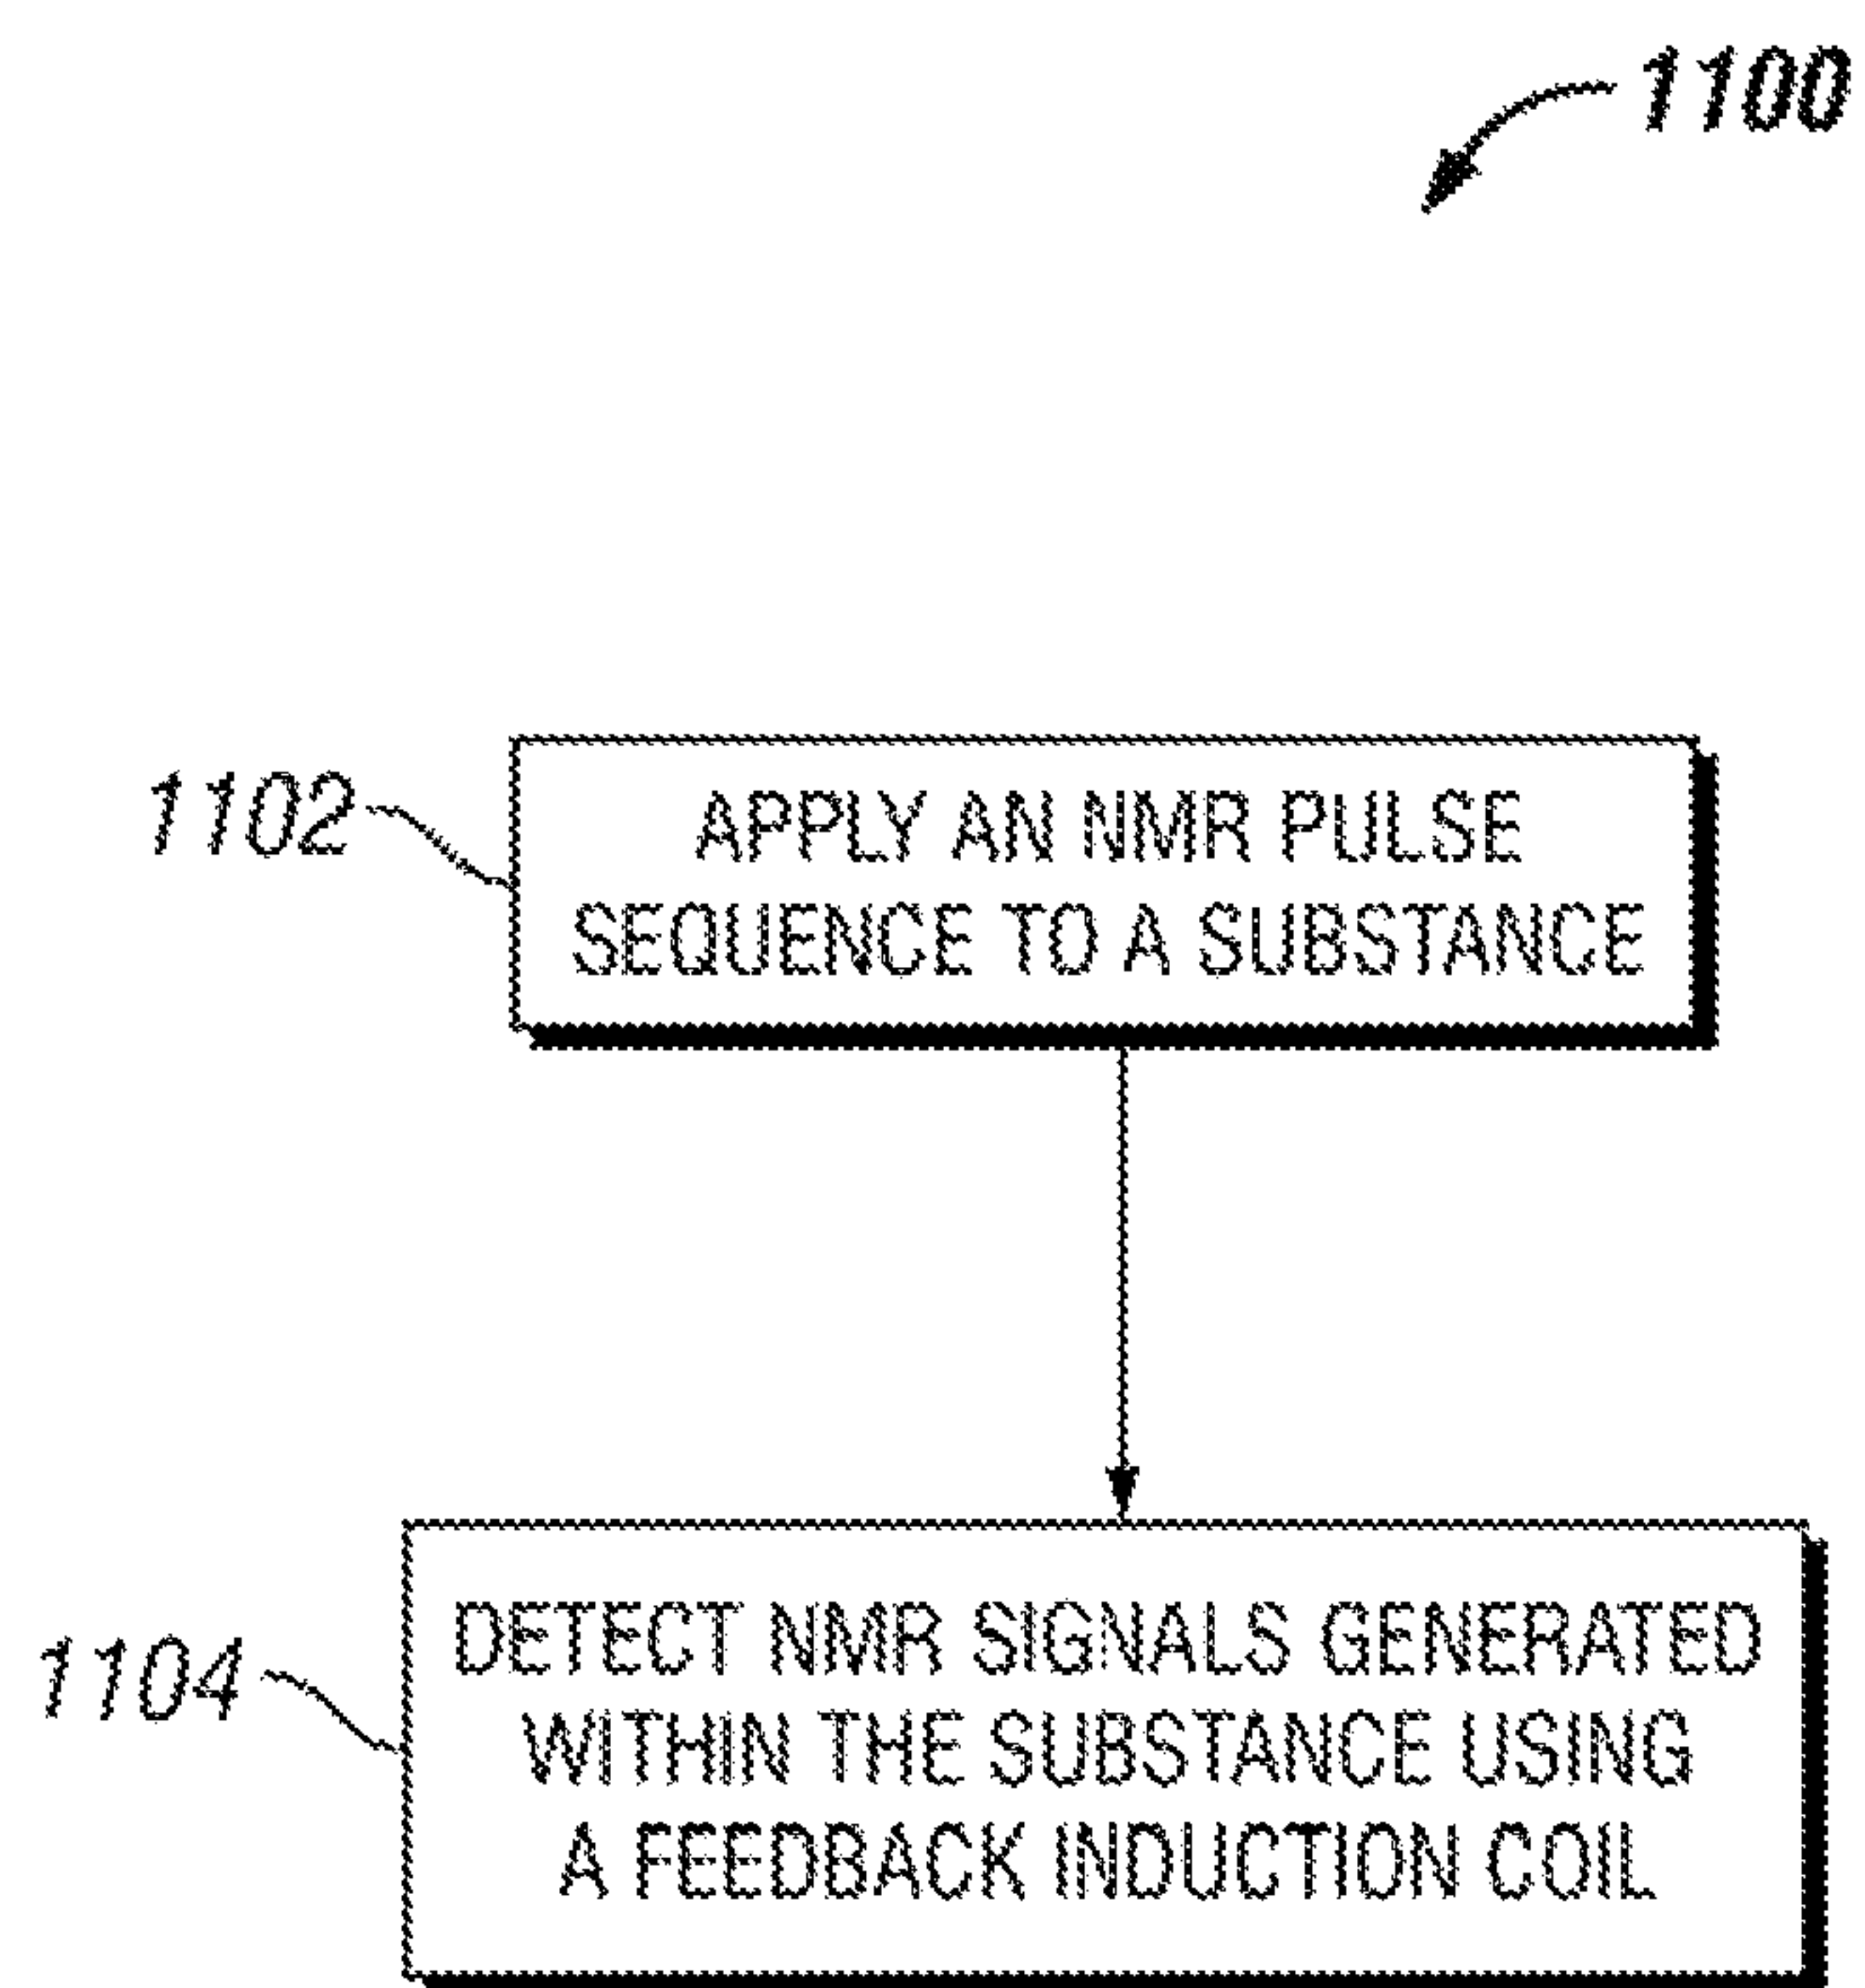 1100
1102
APPLY AN NMR PULSE
SEQUENCE TO A SUBSTANCE
1104
DETECT NMR SIGNALS GENERATED
WITHIN THE SUBSTANCE USING
A FEEDBACK INDUCTION COIL